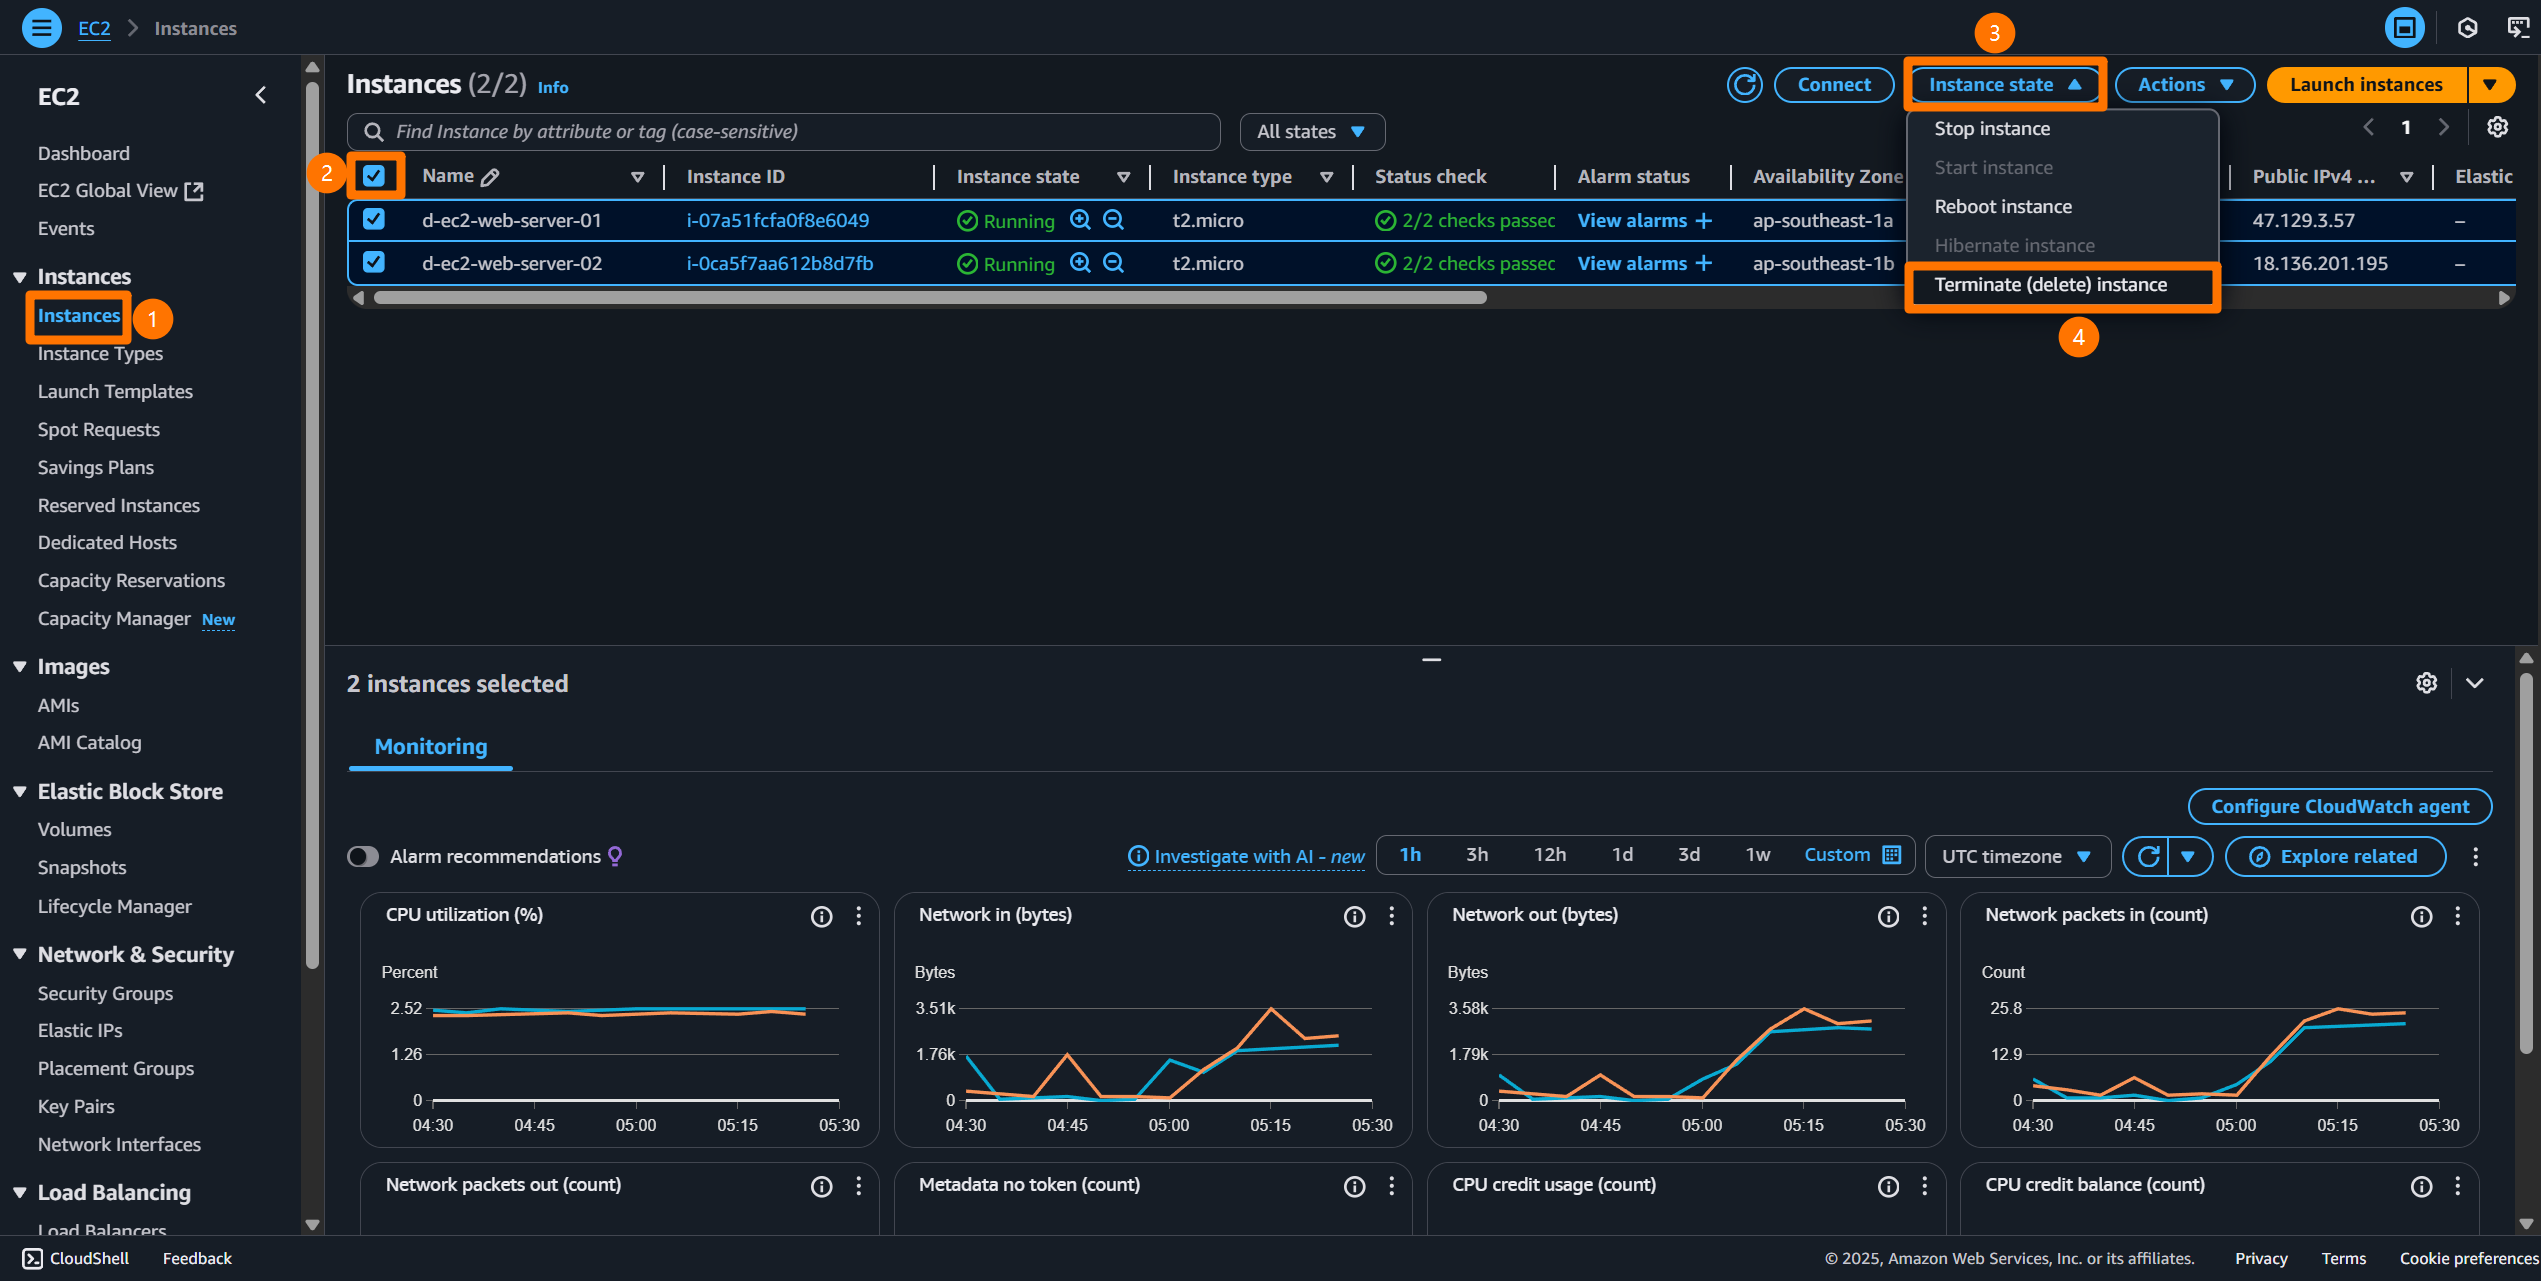 EC2 > Instances
EC2
Dashboard
EC2 Global View
Events
Instances
Instances
1
Instance Types
Launch Templates
Spot Requests
Savings Plans
Reserved Instances
Dedicated Hosts
Capacity Reservations
Capacity Manager New
Images
AMIs
AMI Catalog
Elastic Block Store
Volumes
Snapshots
Lifecycle Manager
Network & Security
Security Groups
Elastic IPs
Placement Groups
Key Pairs
Network Interfaces
Load Balancing
Load Balancers
Instances (2/2) Info
Connect
3
Instance state
Actions
Launch instances
Find Instance by attribute or tag (case-sensitive)
All states
1
Stop instance
Start instance
Reboot instance
Hibernate instance
Terminate (delete) instance
4
2
Name Instance ID Instance state Instance type Status check Alarm status Availability Zone Public IPv4 ... Elastic
d-ec2-web-server-01 i-07a51fcfa0f8e6049 Running t2.micro 2/2 checks passec View alarms + ap-southeast-1a 47.129.3.57 –
d-ec2-web-server-02 i-0ca5f7aa612b8d7fb Running t2.micro 2/2 checks passec View alarms + ap-southeast-1b 18.136.201.195 –
2 instances selected
Monitoring
Configure CloudWatch agent
Alarm recommendations
Investigate with AI - new
1h 3h 12h 1d 3d 1w Custom
UTC timezone
Explore related
CPU utilization (%)
Percent
2.52
1.26
0
04:30 04:45 05:00 05:15 05:30
Network in (bytes)
Bytes
3.51k
1.76k
0
04:30 04:45 05:00 05:15 05:30
Network out (bytes)
Bytes
3.58k
1.79k
0
04:30 04:45 05:00 05:15 05:30
Network packets in (count)
Count
25.8
12.9
0
04:30 04:45 05:00 05:15 05:30
Network packets out (count)
Metadata no token (count)
CPU credit usage (count)
CPU credit balance (count)
CloudShell Feedback
© 2025, Amazon Web Services, Inc. or its affiliates. Privacy Terms Cookie preferences